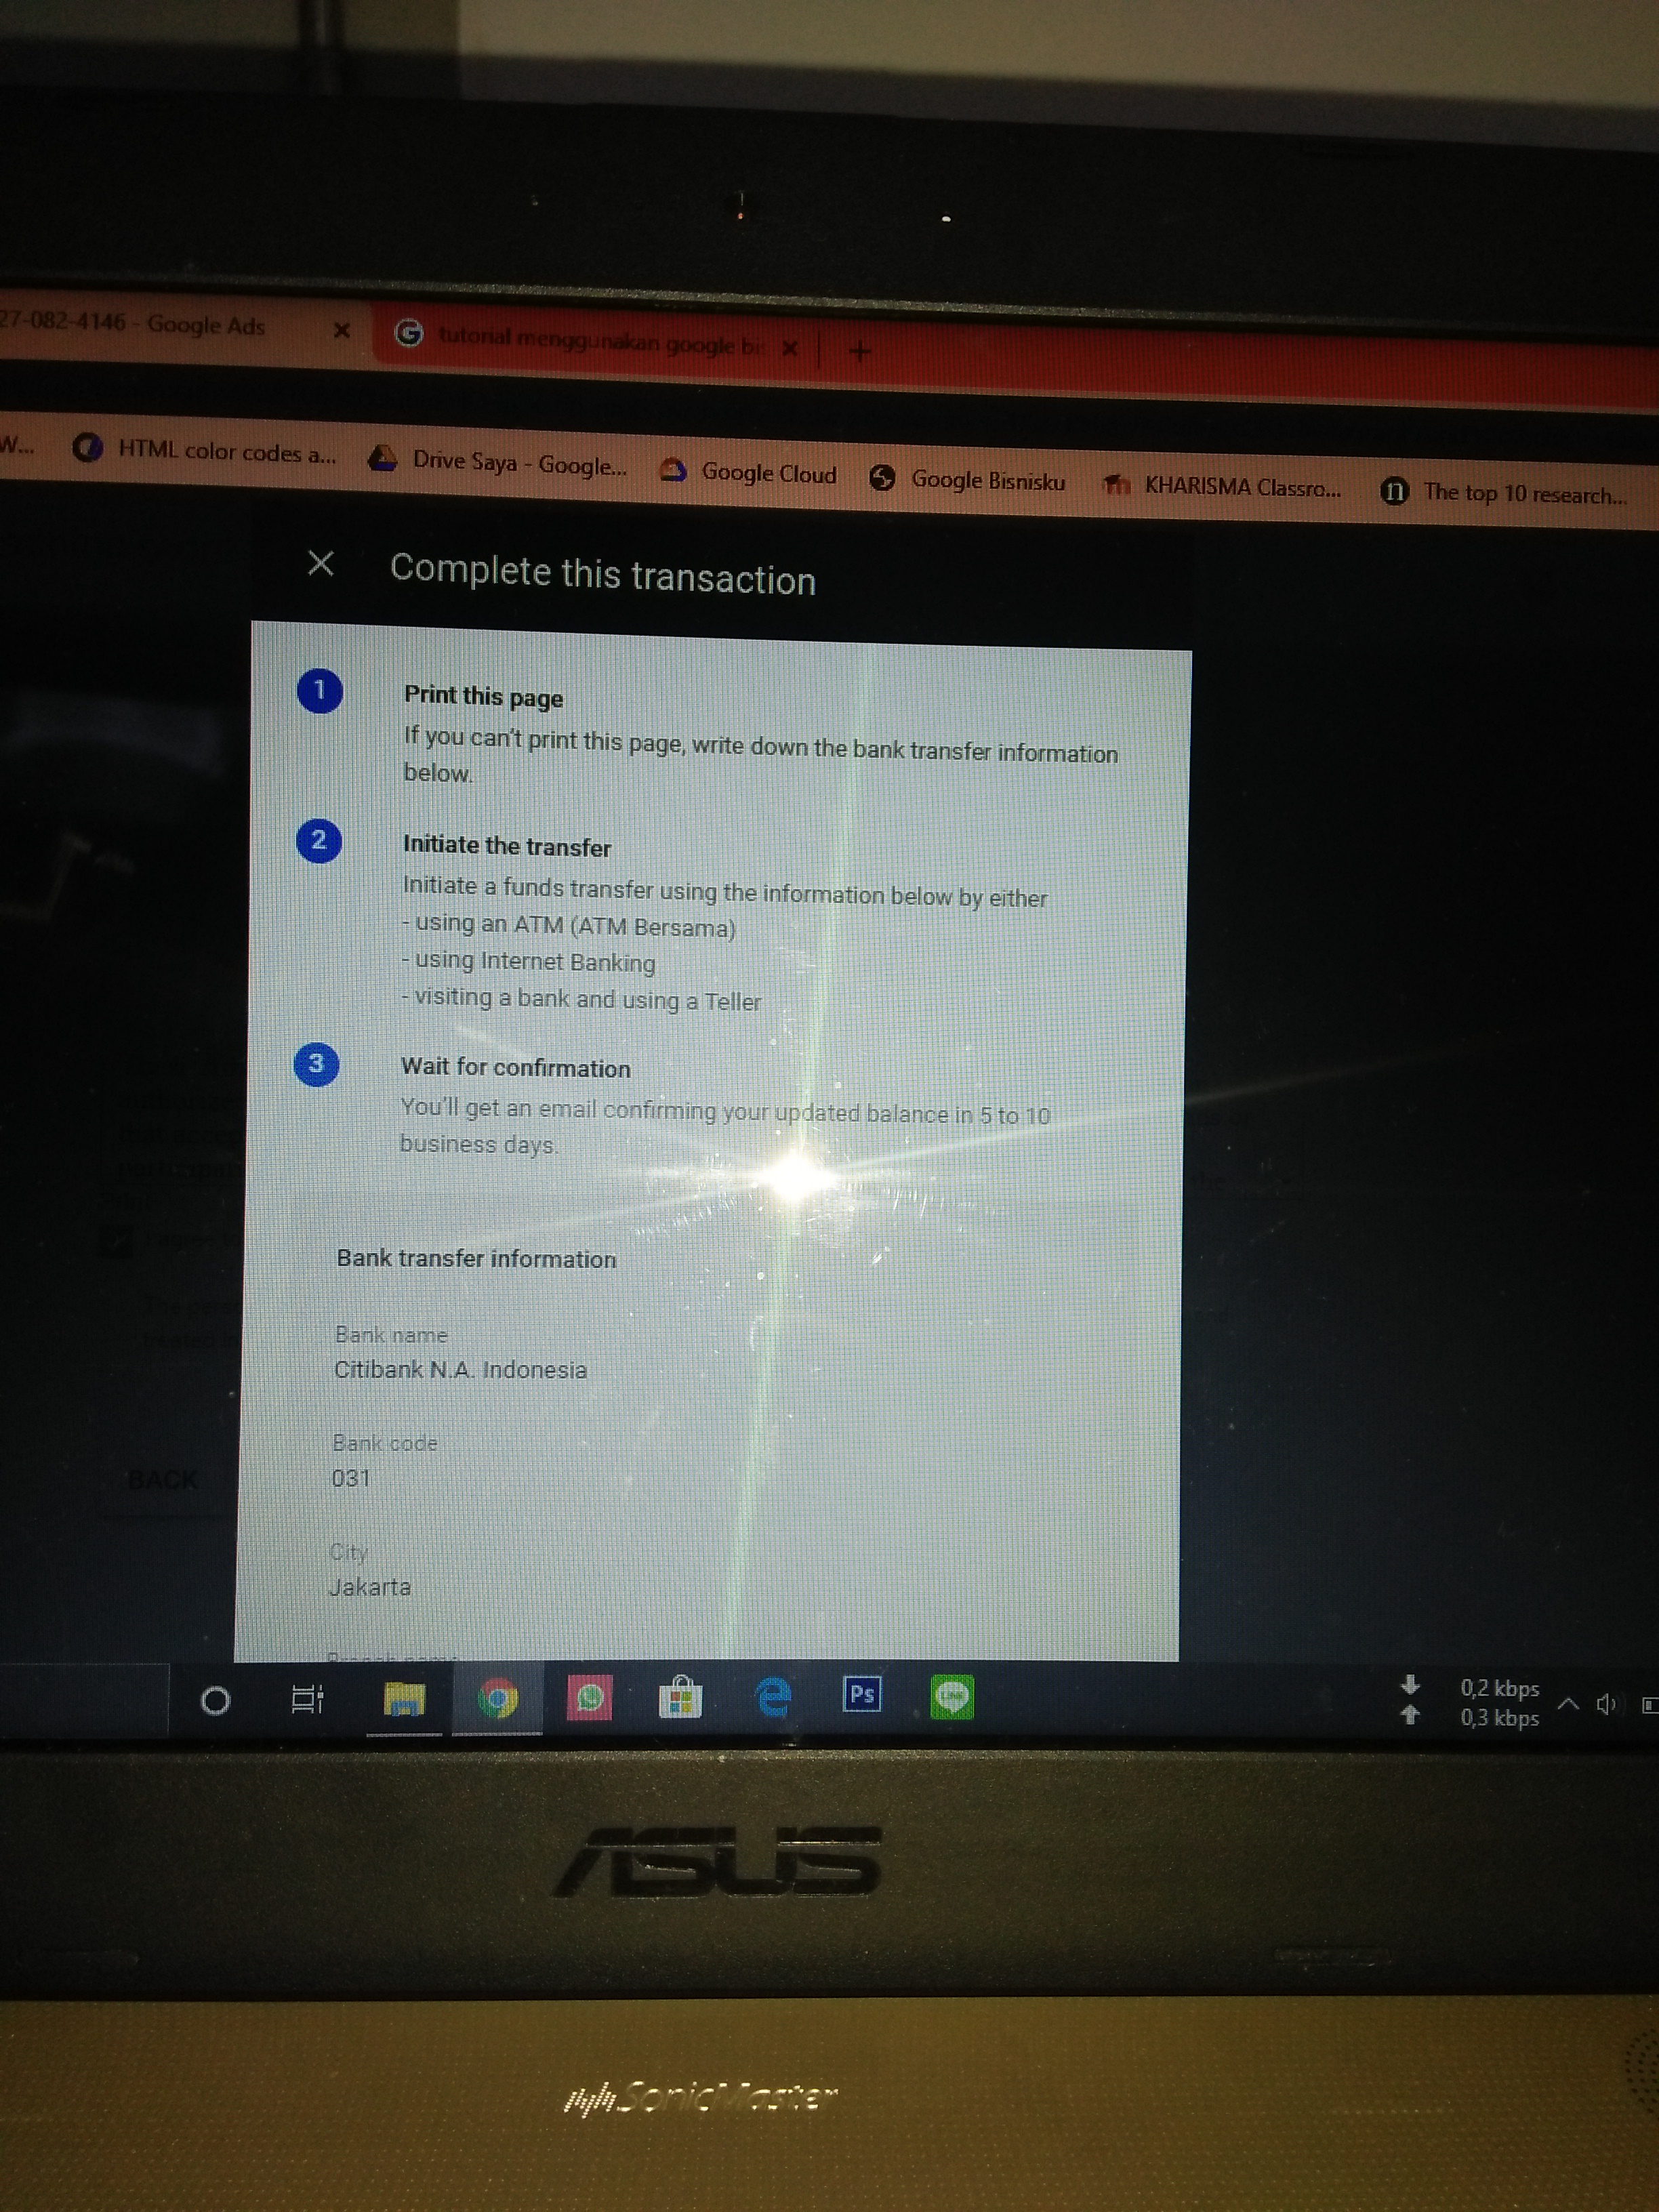 27-082-4146 - Google Ads
tutorial menggunakan google bi
W...
HTML color codes a...
Drive Saya - Google...
Google Cloud
Google Bisnisku
KHARISMA Classro...
The top 10 research...
Complete this transaction
1
Print this page
If you can't print this page, write down the bank transfer information
below.
2
Initiate the transfer
Initiate a funds transfer using the information below by either
- using an ATM (ATM Bersama)
- using Internet Banking
- visiting a bank and using a Teller
3
Wait for confirmation
You'll get an email confirming your updated balance in 5 to 10
business days.
Bank transfer information
Bank name
Citibank N.A. Indonesia
Bank code
031
City
Jakarta
BACK
Ps
LINE
0,2 kbps
0,3 kbps
ASUS
SonicMaster